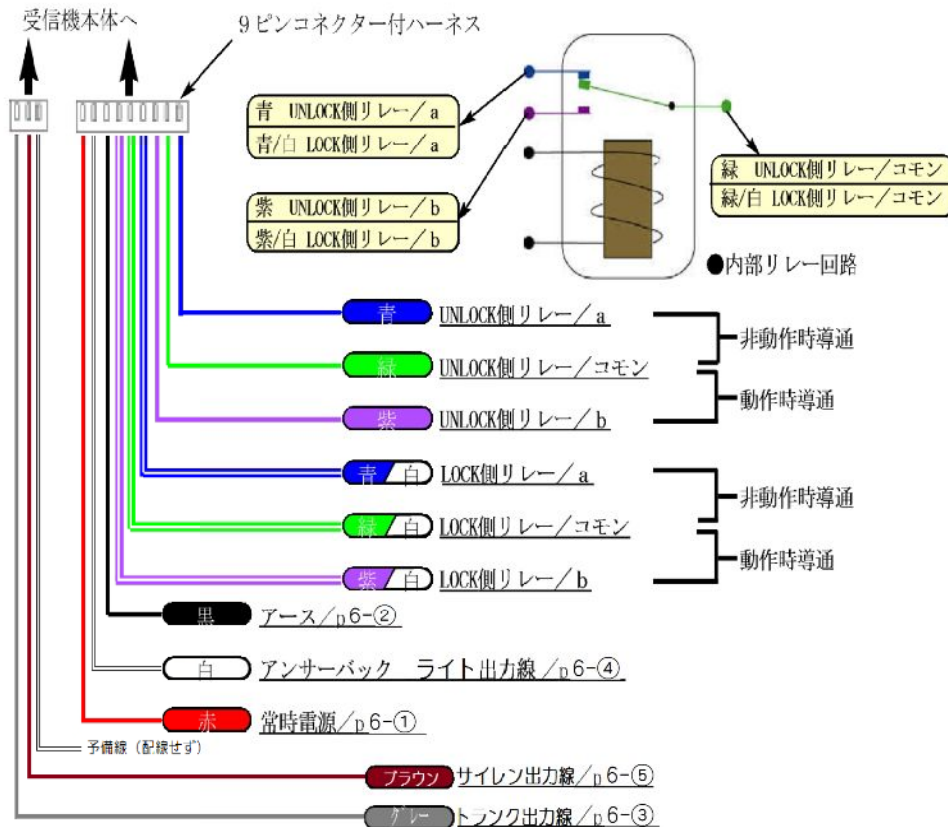 受信機本体へ
9ピンコネクター付ハーネス
青 UNLOCK側リレー/a
青/白 LOCK側リレー/a
紫 UNLOCK側リレー/b
紫/白 LOCK側リレー/b
緑 UNLOCK側リレー/コモン
緑/白 LOCK側リレー/コモン
●内部リレー回路
青 UNLOCK側リレー/a
非動作時導通
緑 UNLOCK側リレー/コモン
動作時導通
紫 UNLOCK側リレー/b
青 白 LOCK側リレー/a
非動作時導通
緑 白 LOCK側リレー/コモン
動作時導通
紫 白 LOCK側リレー/b
黒 アース/p6-②
白 アンサーバック ライト出力線/p6-④
赤 常時電源/p6-①
予備線(配線せず)
ブラウン サイレン出力線/p6-⑤
グレー トランク出力線/p6-③